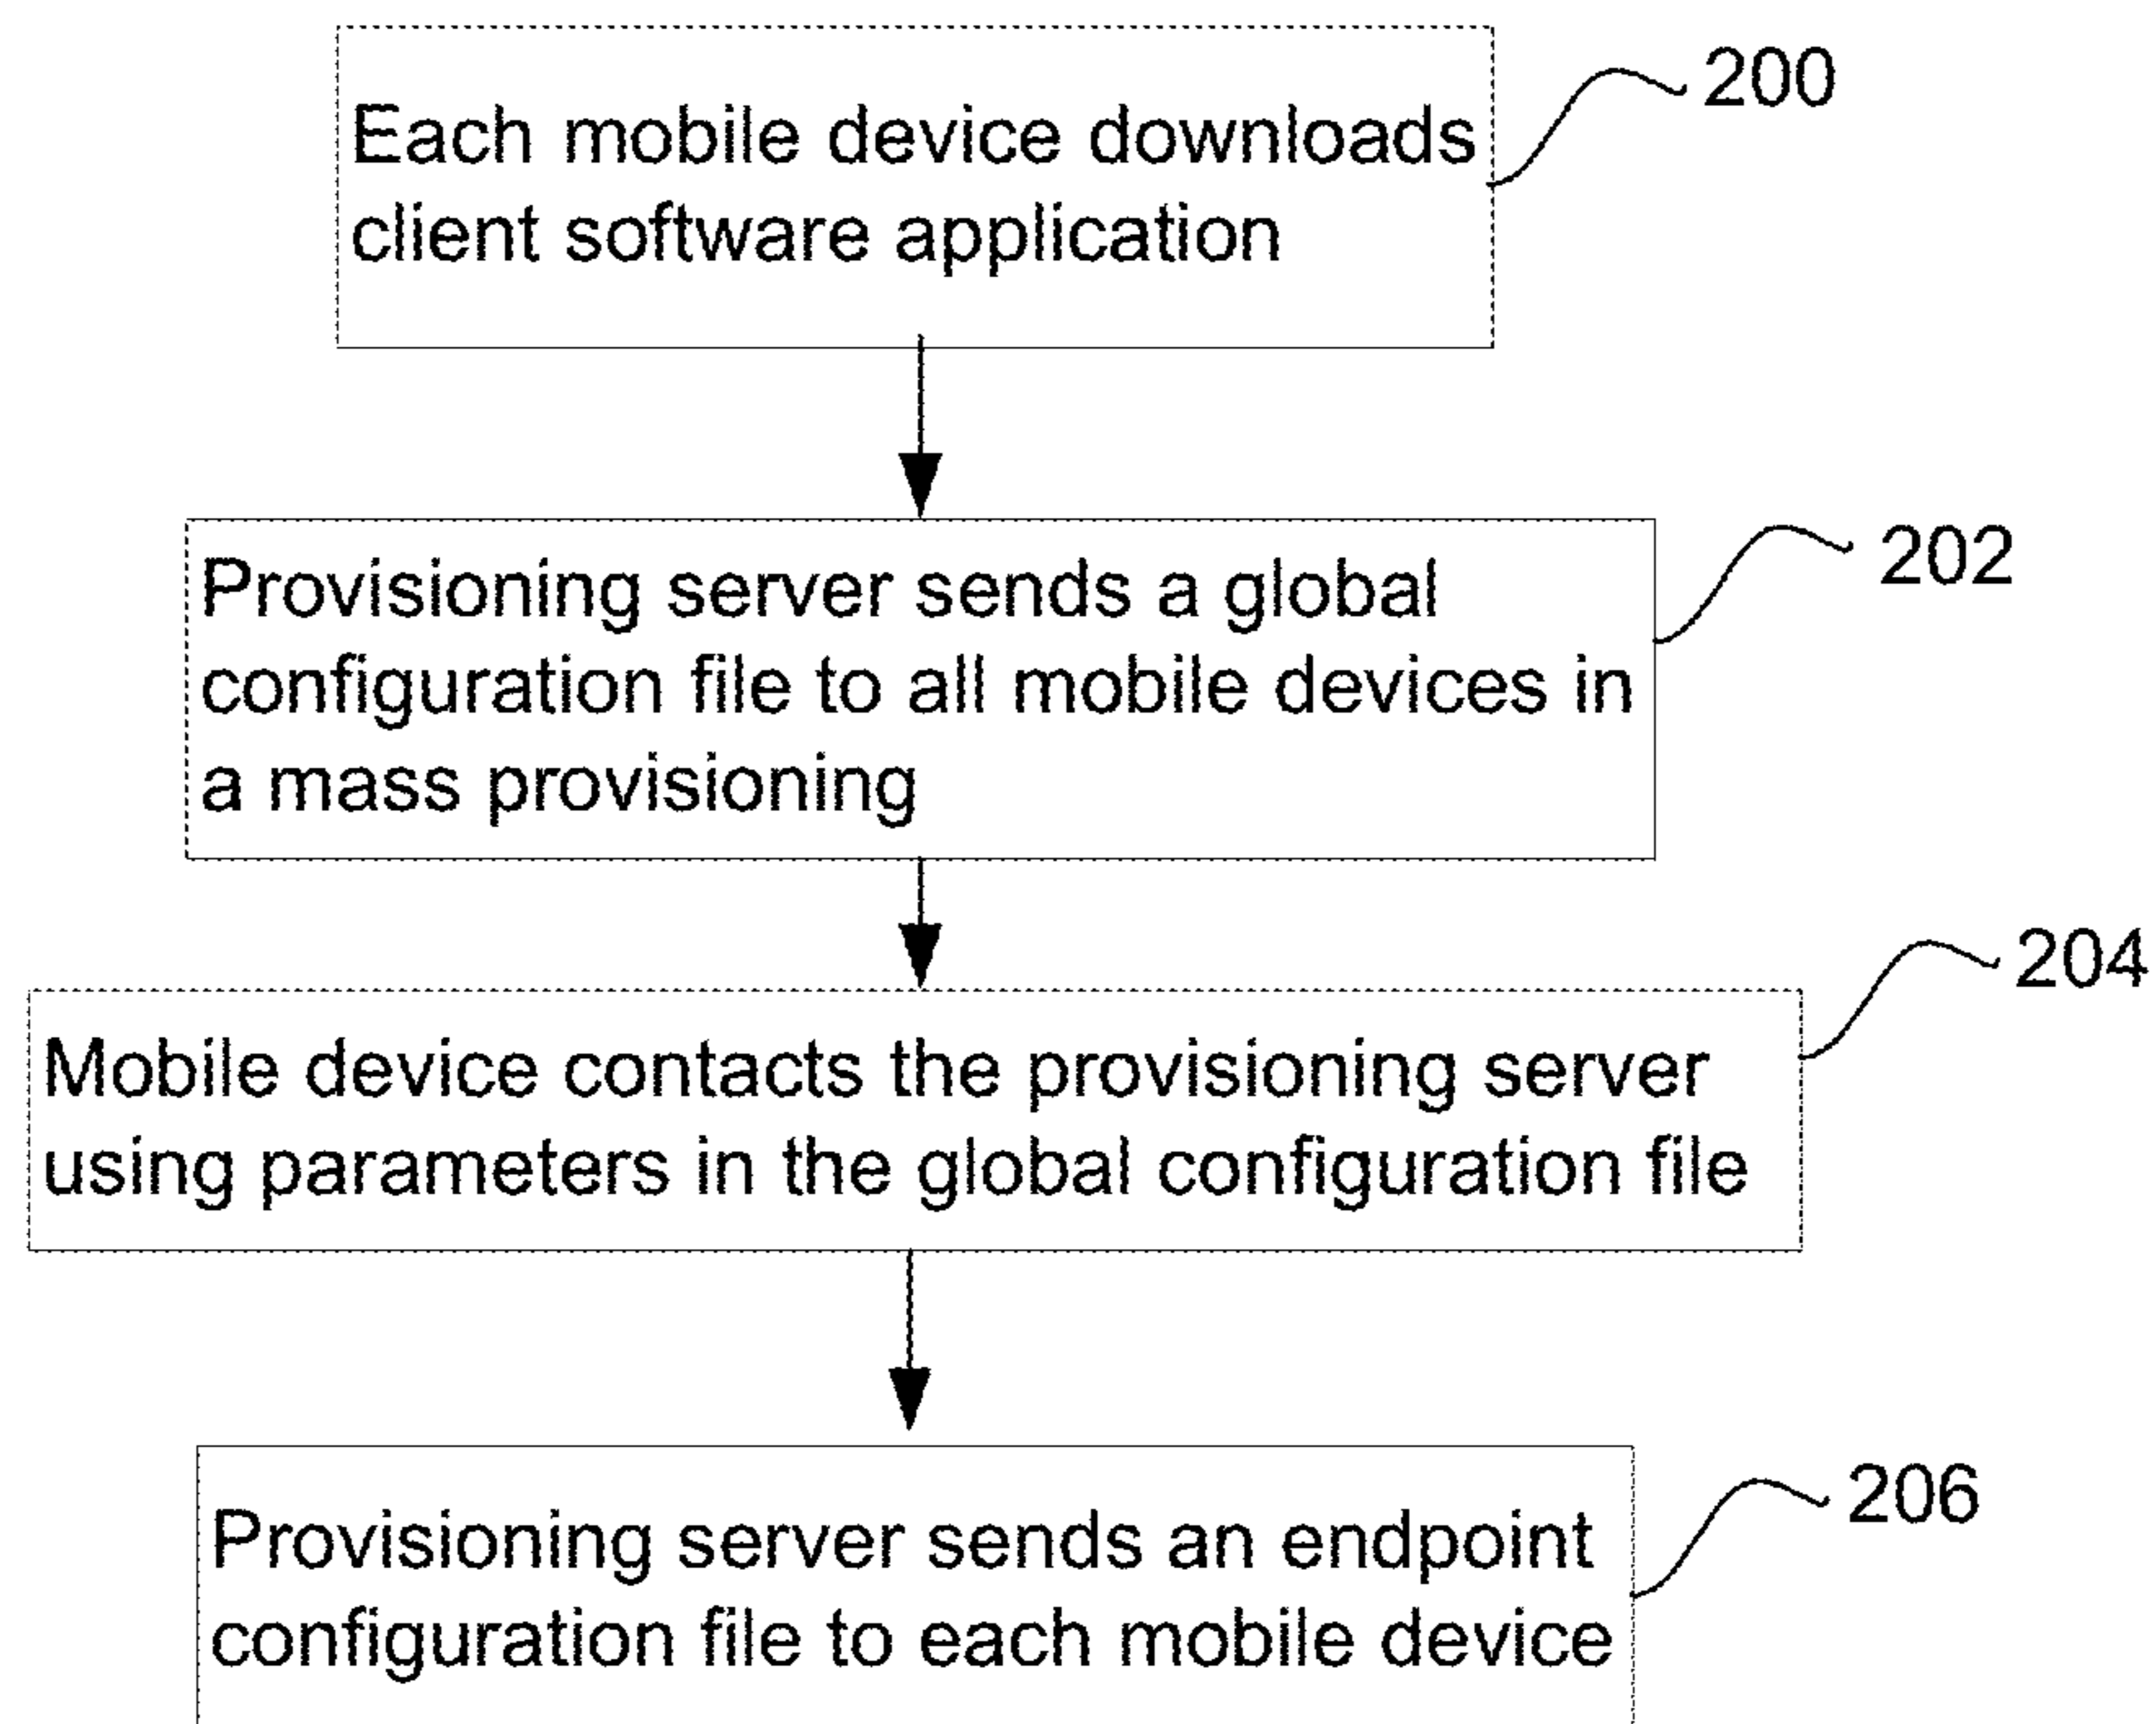 Each mobile device downloads
client software application
200
Provisioning server sends a global
configuration file to all mobile devices in
a mass provisioning
202
Mobile device contacts the provisioning server
using parameters in the global configuration file
204
Provisioning server sends an endpoint
configuration file to each mobile device
206